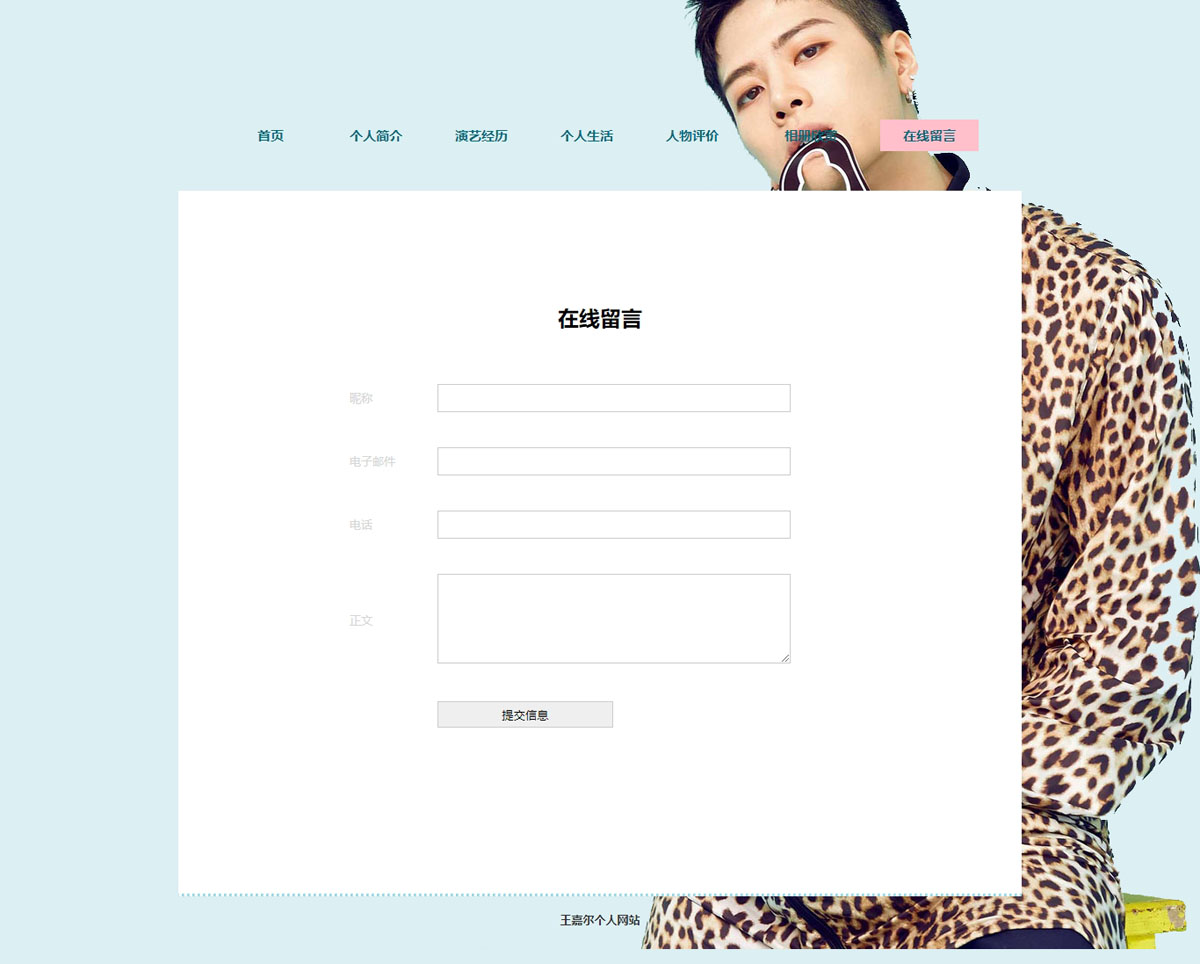 首页 个人简介 演艺经历 个人生活 人物评价 相册 在线留言
在线留言
昵称
电子邮件
电话
正文
提交信息
王嘉尔个人网站